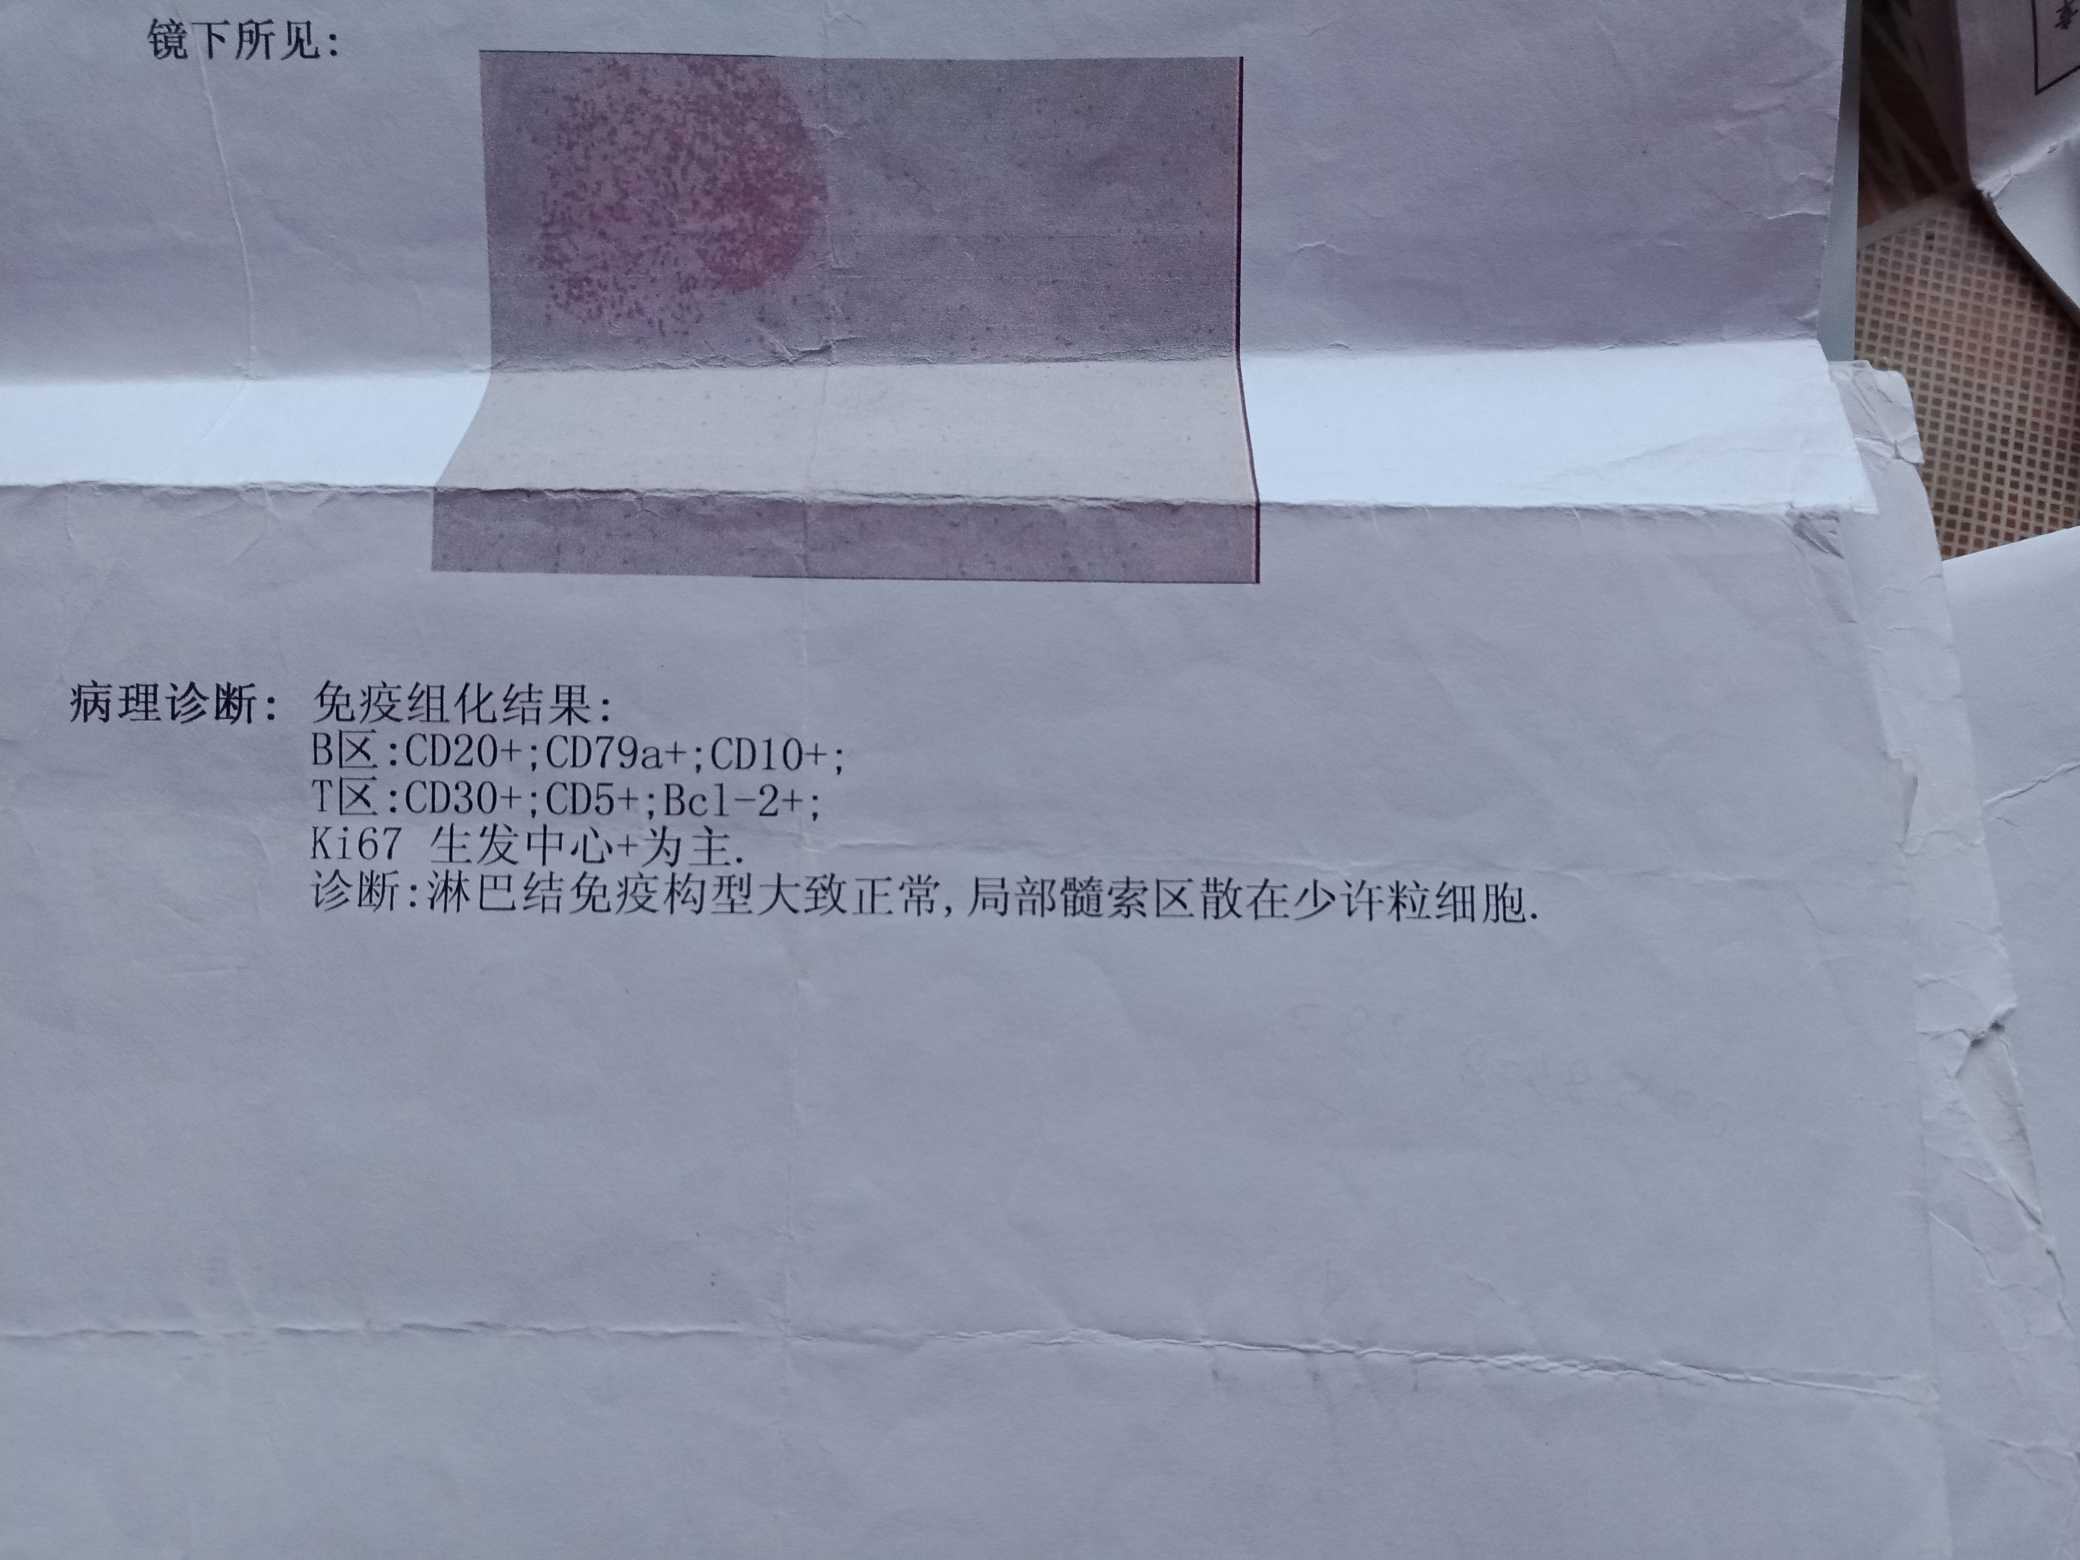 镜下所见:
病理诊断: 免疫组化结果:
B区:CD20+;CD79a+;CD10+;
T区:CD30+;CD5+;Bcl-2+;
Ki67 生发中心+为主.
诊断:淋巴结免疫构型大致正常,局部髓索区散在少许粒细胞.